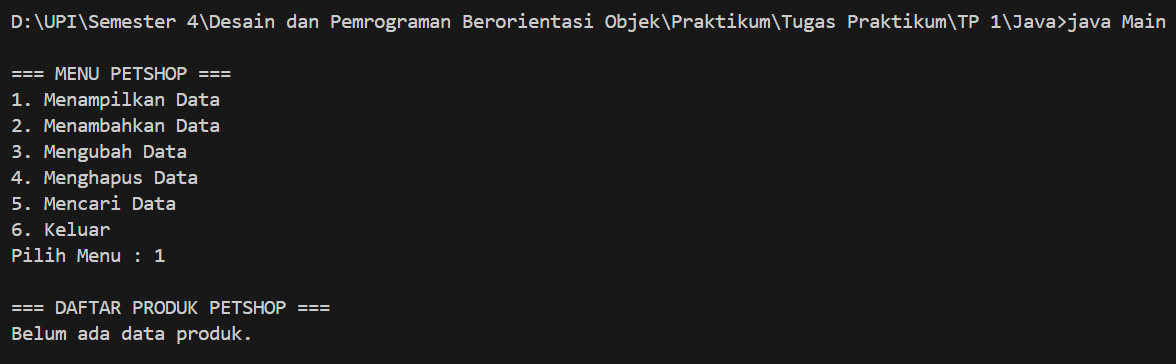 D:\UPI\Semester 4\Desain dan Pemrograman Berorientasi Objek\Praktikum\Tugas Praktikum\TP 1\Java>java Main
=== MENU PETSHOP ===
1. Menampilkan Data
2. Menambahkan Data
3. Mengubah Data
4. Menghapus Data
5. Mencari Data
6. Keluar
Pilih Menu : 1
=== DAFTAR PRODUK PETSHOP ===
Belum ada data produk.